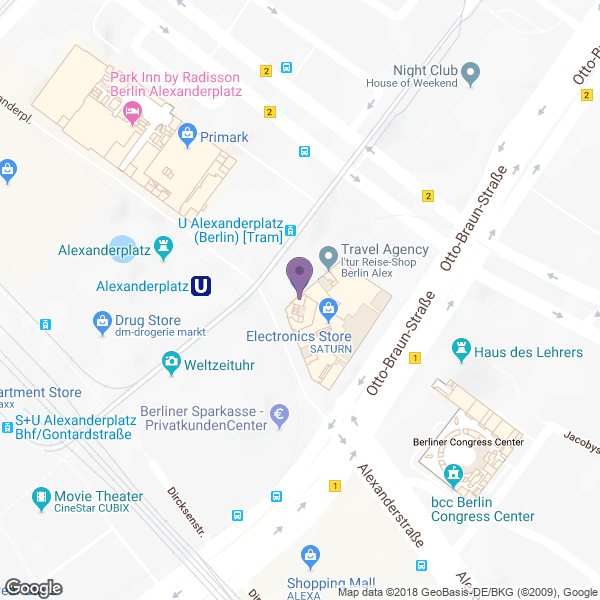 Otto-B
Night Club
House of Weekend
2
2
Park Inn by Radisson
Berlin Alexanderplatz
2
anderpl.
Primark
2
Otto-Braun-Straße
U Alexanderplatz
(Berlin) [Tram]
Alexanderplatz
Travel Agency
l'tur Reise-Shop
Berlin Alex
Alexanderplatz U
Drug Store
dm-drogerie markt
Electronics Store
SATURN
Otto-Braun-Straße
1
Haus des Lehrers
Weltzeituhr
artment Store
axx
Berliner Sparkasse -
PrivatkundenCenter
S+U Alexanderplatz
Bhf/Gontardstraße
Berliner Congress Center
Jacobys
Movie Theater
CineStar CUBIX
Dircksenstr.
1
Alexanderstraße
bcc Berlin
Congress Center
Shopping Mall
ALEXA
Alex
Google
Map data ©2018 GeoBasis-DE/BKG (©2009), Google
Google